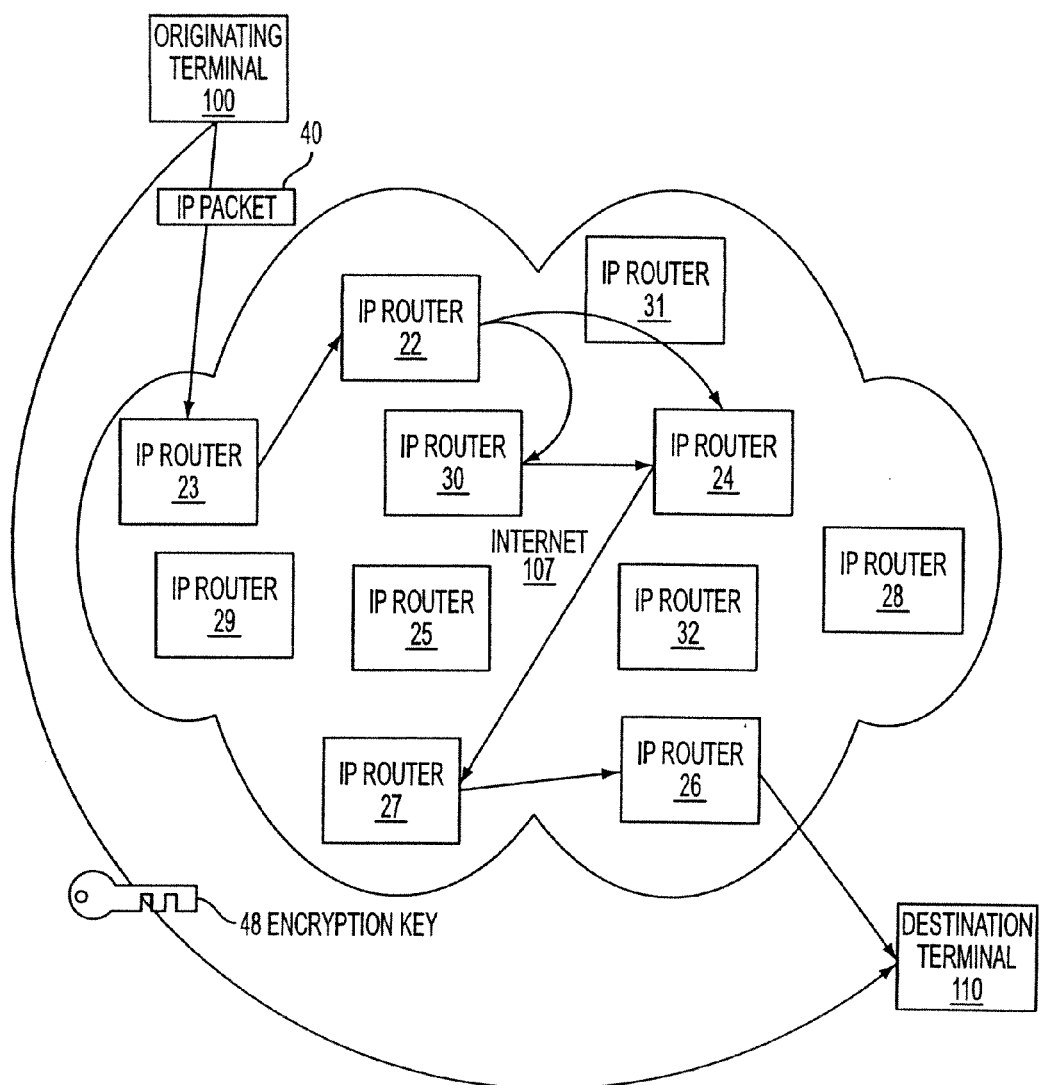 ORIGINATING
TERMINAL
100
40
IP PACKET
IP ROUTER
31
IP ROUTER
22
IP ROUTER
23
IP ROUTER
30
IP ROUTER
24
INTERNET
107
IP ROUTER
29
IP ROUTER
25
IP ROUTER
32
IP ROUTER
28
IP ROUTER
27
IP ROUTER
26
48 ENCRYPTION KEY
DESTINATION
TERMINAL
110